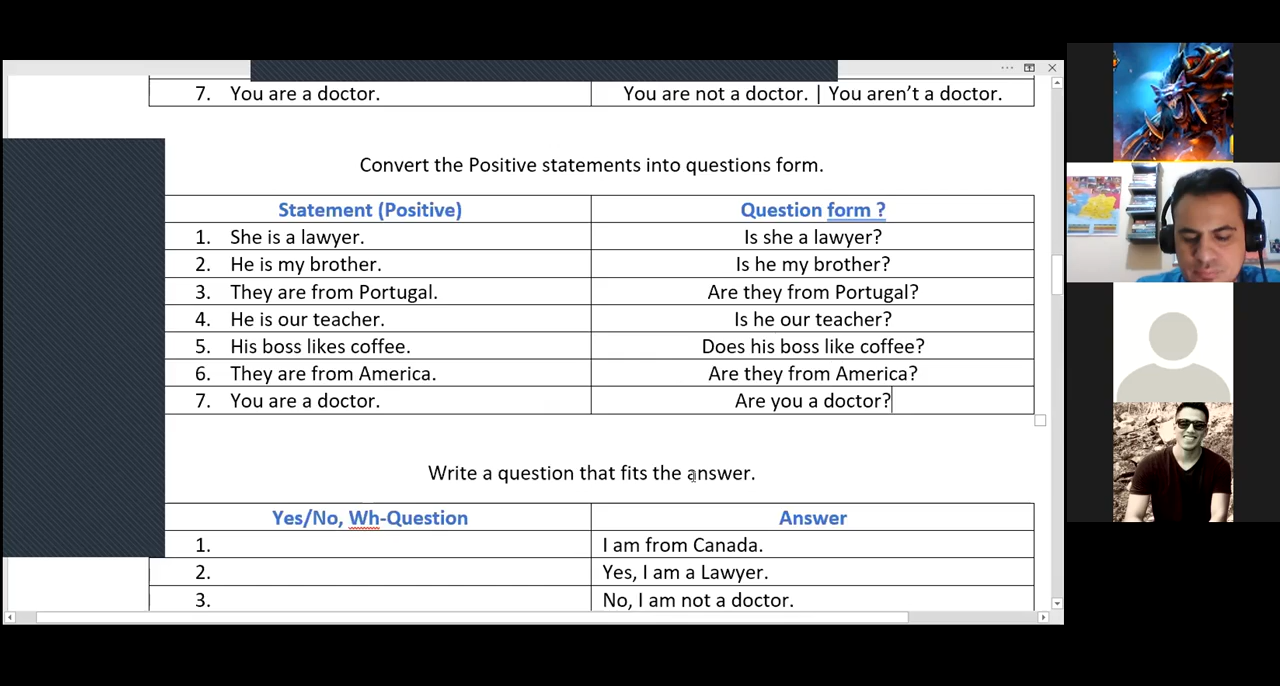 7. You are a doctor. You are not a doctor. | You aren't a doctor.
Convert the Positive statements into questions form.
Statement (Positive) Question form ?
1. She is a lawyer. Is she a lawyer?
2. He is my brother. Is he my brother?
3. They are from Portugal. Are they from Portugal?
4. He is our teacher. Is he our teacher?
5. His boss likes coffee. Does his boss like coffee?
6. They are from America. Are they from America?
7. You are a doctor. Are you a doctor?
Write a question that fits the answer.
Yes/No, Wh-Question Answer
1. I am from Canada.
2. Yes, I am a Lawyer.
3. No, I am not a doctor.